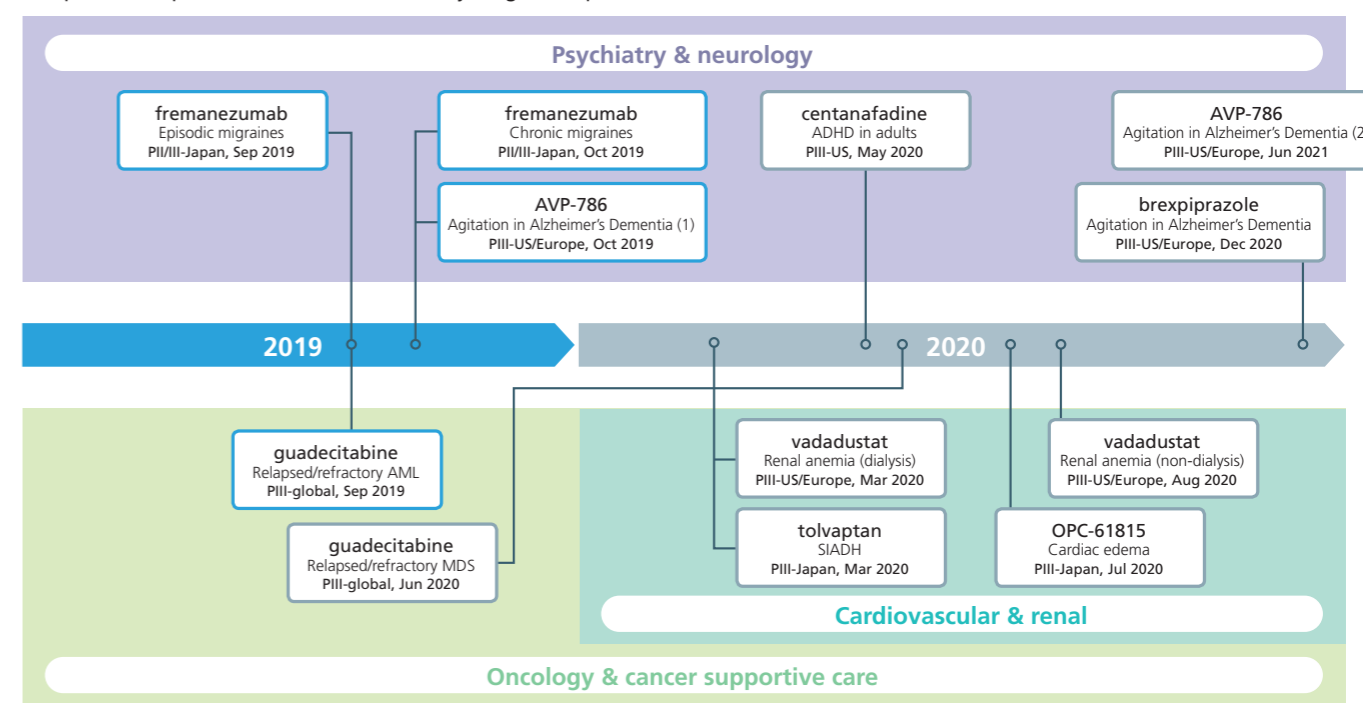 Psychiatry & neurology
fremanezumab
Episodic migraines
PII/III-Japan, Sep 2019
fremanezumab
Chronic migraines
PII/III-Japan, Oct 2019
AVP-786
Agitation in Alzheimer's Dementia (1)
PIII-US/Europe, Oct 2019
centanafadine
ADHD in adults
PIII-US, May 2020
AVP-786
Agitation in Alzheimer's Dementia (2
PIII-US/Europe, Jun 2021
brexpiprazole
Agitation in Alzheimer's Dementia
PIII-US/Europe, Dec 2020
2019
2020
guadecitabine
Relapsed/refractory AML
PIII-global, Sep 2019
guadecitabine
Relapsed/refractory MDS
PIII-global, Jun 2020
vadadustat
Renal anemia (dialysis)
PIII-US/Europe, Mar 2020
tolvaptan
SIADH
PIII-Japan, Mar 2020
vadadustat
Renal anemia (non-dialysis)
PIII-US/Europe, Aug 2020
OPC-61815
Cardiac edema
PIII-Japan, Jul 2020
Cardiovascular & renal
Oncology & cancer supportive care